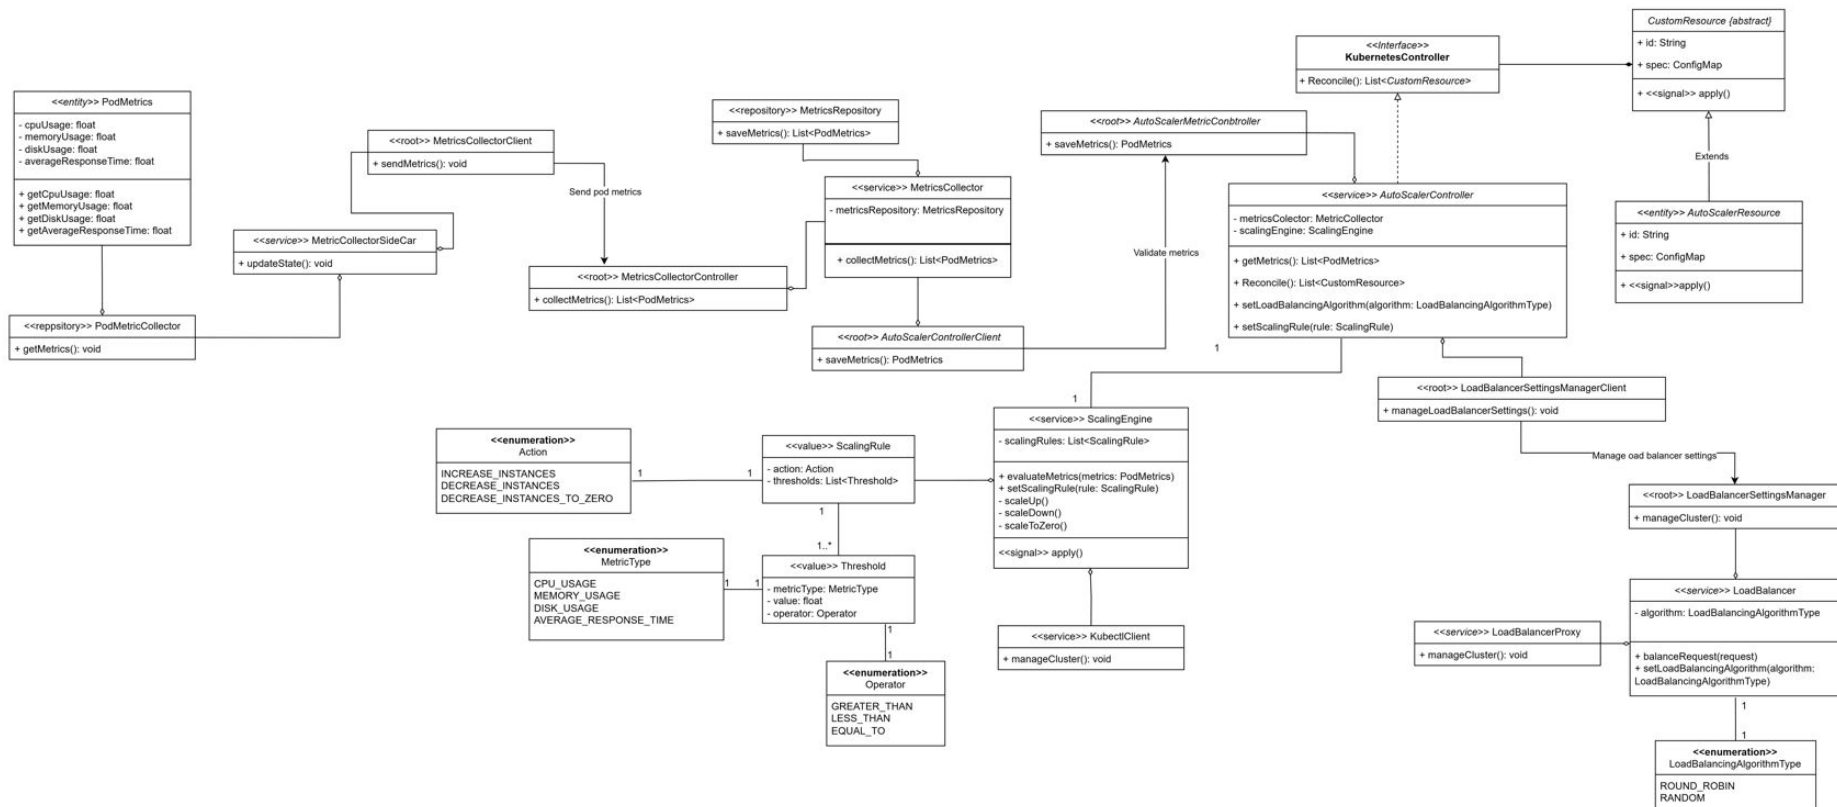 <<entity>> PodMetrics
- cpuUsage: float
- memoryUsage: float
- diskUsage: float
- averageResponseTime: float
+ getCpuUsage: float
+ getMemoryUsage: float
+ getDiskUsage: float
+ getAverageResponseTime: float
<<reppsitory>> PodMetricCollector
+ getMetrics(): void
<<service>> MetricCollectorSideCar
+ updateState(): void
<<root>> MetricsCollectorClient
+ sendMetrics(): void
Send pod metrics
<<root>> MetricsCollectorController
+ collectMetrics(): List<PodMetrics>
<<repository>> MetricsRepository
+ saveMetrics(): List<PodMetrics>
<<service>> MetricsCollector
- metricsRepository: MetricsRepository
+ collectMetrics(): List<PodMetrics>
<<root>> AutoScalerControllerClient
+ saveMetrics(): PodMetrics
Validate metrics
<<root>> AutoScalerMetricConbtroller
+ saveMetrics(): PodMetrics
<<Interface>>
KubernetesController
+ Reconcile(): List<CustomResource>
CustomResource {abstract}
+ id: String
+ spec: ConfigMap
+ <<signal>> apply()
Extends
<<entity>> AutoScalerResource
+ id: String
+ spec: ConfigMap
+ <<signal>>apply()
<<service>> AutoScalerController
- metricsColector: MetricCollector
- scalingEngine: ScalingEngine
+ getMetrics(): List<PodMetrics>
+ Reconcile(): List<CustomResource>
+ setLoadBalancingAlgorithm(algorithm: LoadBalancingAlgorithmType)
+ setScalingRule(rule: ScalingRule)
1
1
<<root>> LoadBalancerSettingsManagerClient
+ manageLoadBalancerSettings(): void
Manage oad balancer settings
<<root>> LoadBalancerSettingsManager
+ manageCluster(): void
<<service>> ScalingEngine
- scalingRules: List<ScalingRule>
+ evaluateMetrics(metrics: PodMetrics)
+ setScalingRule(rule: ScalingRule)
- scaleUp()
- scaleDown()
- scaleToZero()
<<signal>> apply()
<<service>> KubectlClient
+ manageCluster(): void
<<enumeration>>
Action
INCREASE_INSTANCES
DECREASE_INSTANCES
DECREASE_INSTANCES_TO_ZERO
1
1
<<value>> ScalingRule
- action: Action
- thresholds: List<Threshold>
1
1..*
<<enumeration>>
MetricType
CPU_USAGE
MEMORY_USAGE
DISK_USAGE
AVERAGE_RESPONSE_TIME
1
1
<<value>> Threshold
- metricType: MetricType
- value: float
- operator: Operator
1
1
<<enumeration>>
Operator
GREATER_THAN
LESS_THAN
EQUAL_TO
<<service>> LoadBalancerProxy
+ manageCluster(): void
<<service>> LoadBalancer
- algorithm: LoadBalancingAlgorithmType
+ balanceRequest(request)
+ setLoadBalancingAlgorithm(algorithm:
LoadBalancingAlgorithmType)
1
1
<<enumeration>>
LoadBalancingAlgorithmType
ROUND_ROBIN
RANDOM